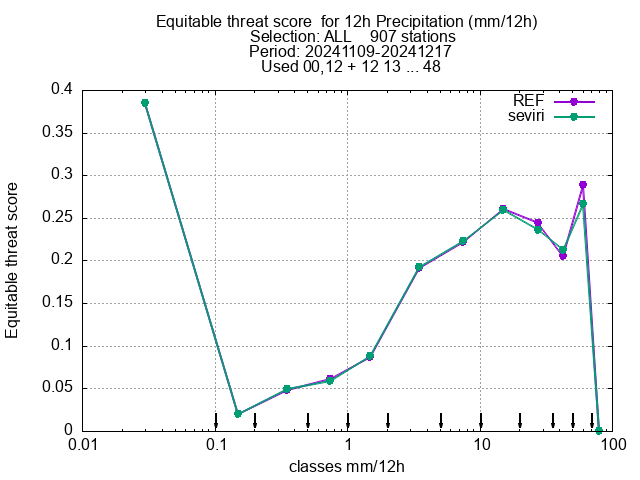 Equitable threat score  for 12h Precipitation (mm/12h)
Selection: ALL    907 stations
Period: 20241109-20241217
Used 00,12 + 12 13 ... 48
REF
seviri
0.4
0.35
0.3
0.25
0.2
0.15
0.1
0.05
0
Equitable threat score
0.01 0.1 1 10 100
classes mm/12h